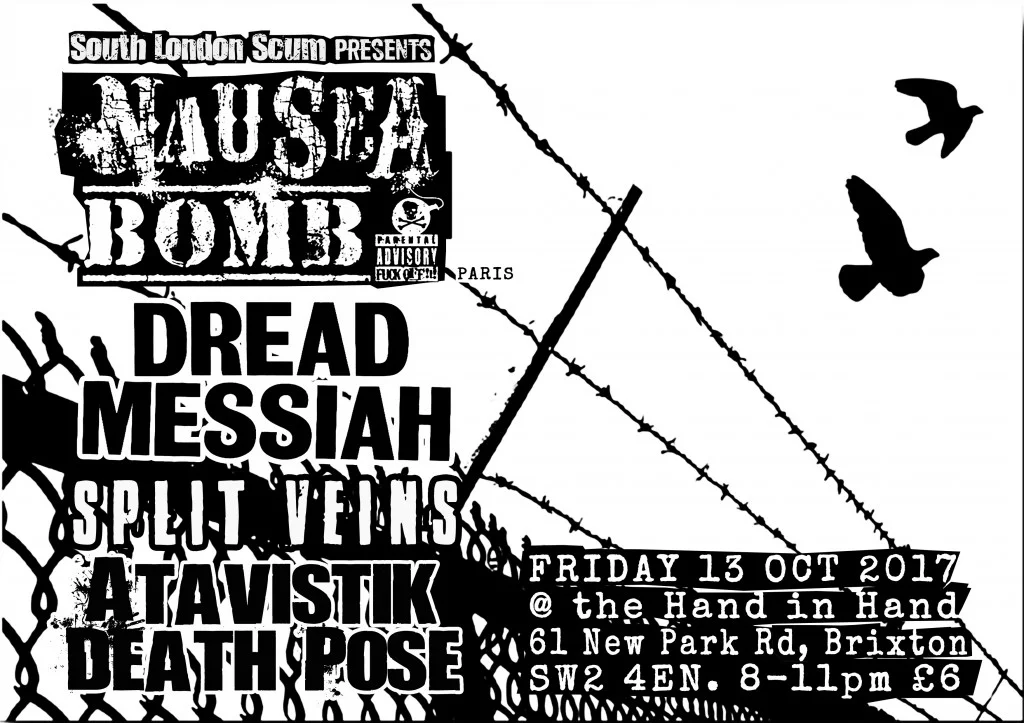 South London Scum PRESENTS
NAUSEA
BOMB
PARENTAL
ADVISORY
FUCK OFF!!!
PARIS
DREAD
MESSIAH
SPLIT VEINS
ATAVISTIK
DEATH POSE
FRIDAY 13 OCT 2017
@ the Hand in Hand
61 New Park Rd, Brixton
SW2 4EN. 8-11pm £6